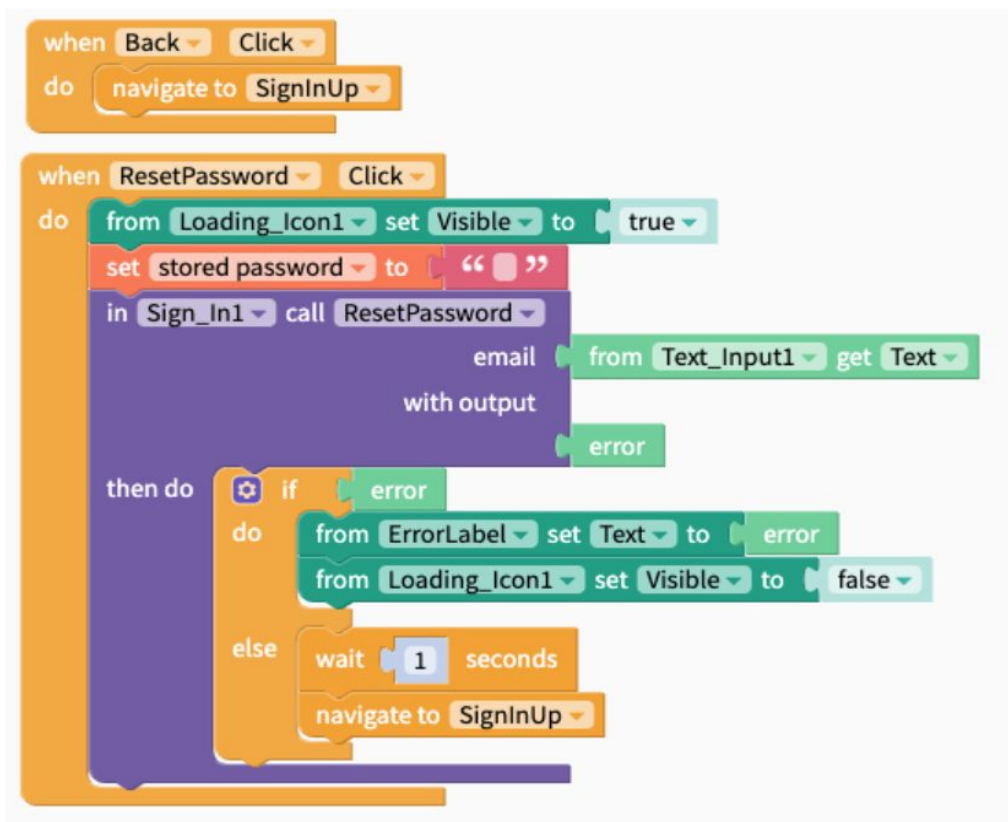 when Back Click
do navigate to SignInUp
when ResetPassword Click
do from Loading_Icon1 set Visible to true
set stored password to “ ”
in Sign_In1 call ResetPassword
email from Text_Input1 get Text
with output
error
then do if error
do from ErrorLabel set Text to error
from Loading_Icon1 set Visible to false
else wait 1 seconds
navigate to SignInUp